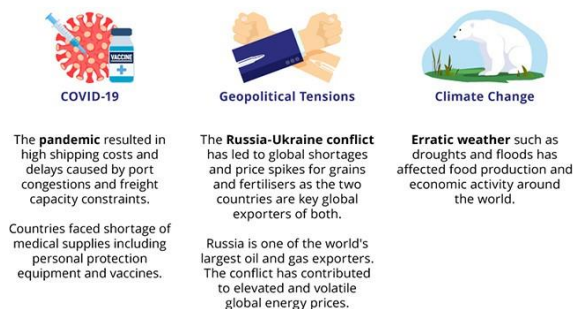 VACCINE
COVID-19
The pandemic resulted in
high shipping costs and
delays caused by port
congestions and freight
capacity constraints.
Countries faced shortage of
medical supplies including
personal protection
equipment and vaccines.
Geopolitical Tensions
The Russia-Ukraine conflict
has led to global shortages
and price spikes for grains
and fertilisers as the two
countries are key global
exporters of both.
Russia is one of the world's
largest oil and gas exporters.
The conflict has contributed
to elevated and volatile
global energy prices.
Climate Change
Erratic weather such as
droughts and floods has
affected food production and
economic activity around
the world.